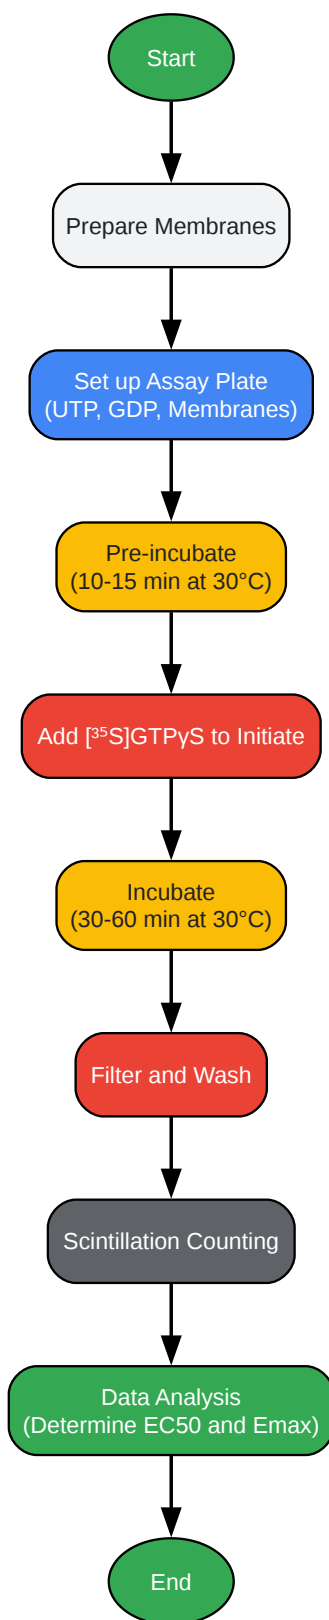 Start
Prepare Membranes
Set up Assay Plate
(UTP, GDP, Membranes)
Pre-incubate
(10-15 min at 30°C)
Add [³⁵S]GTPγS to Initiate
Incubate
(30-60 min at 30°C)
Filter and Wash
Scintillation Counting
Data Analysis
(Determine EC50 and Emax)
End